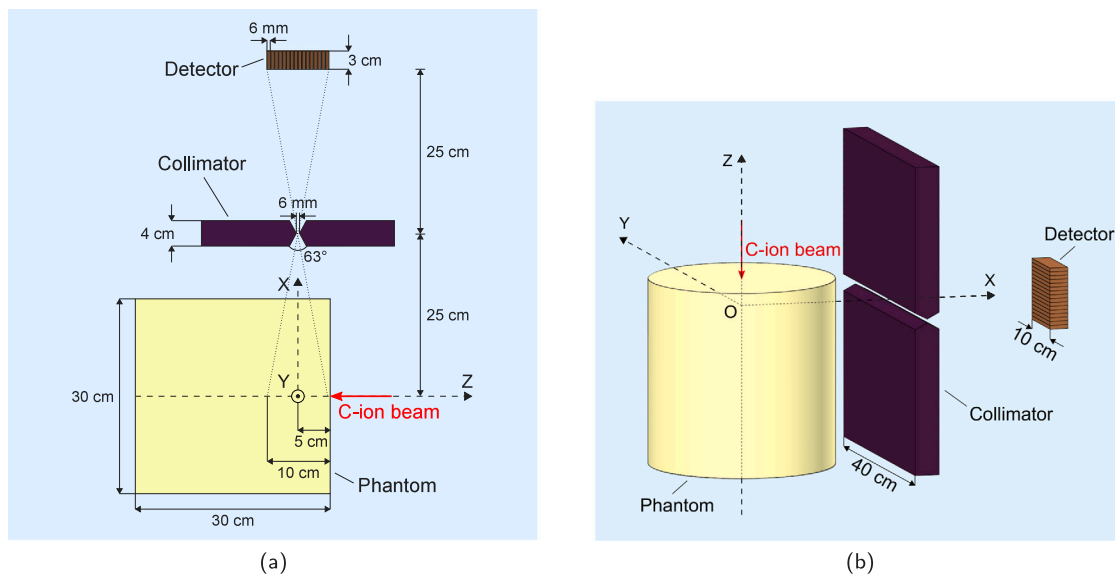 6 mm
3 cm
Detector
25 cm
Collimator
6 mm
4 cm
63°
X
25 cm
30 cm
Y
Z
C-ion beam
5 cm
10 cm
Phantom
30 cm
(a)
Z
Y
C-ion beam
Detector
X
O
10 cm
Collimator
40 cm
Phantom
(b)